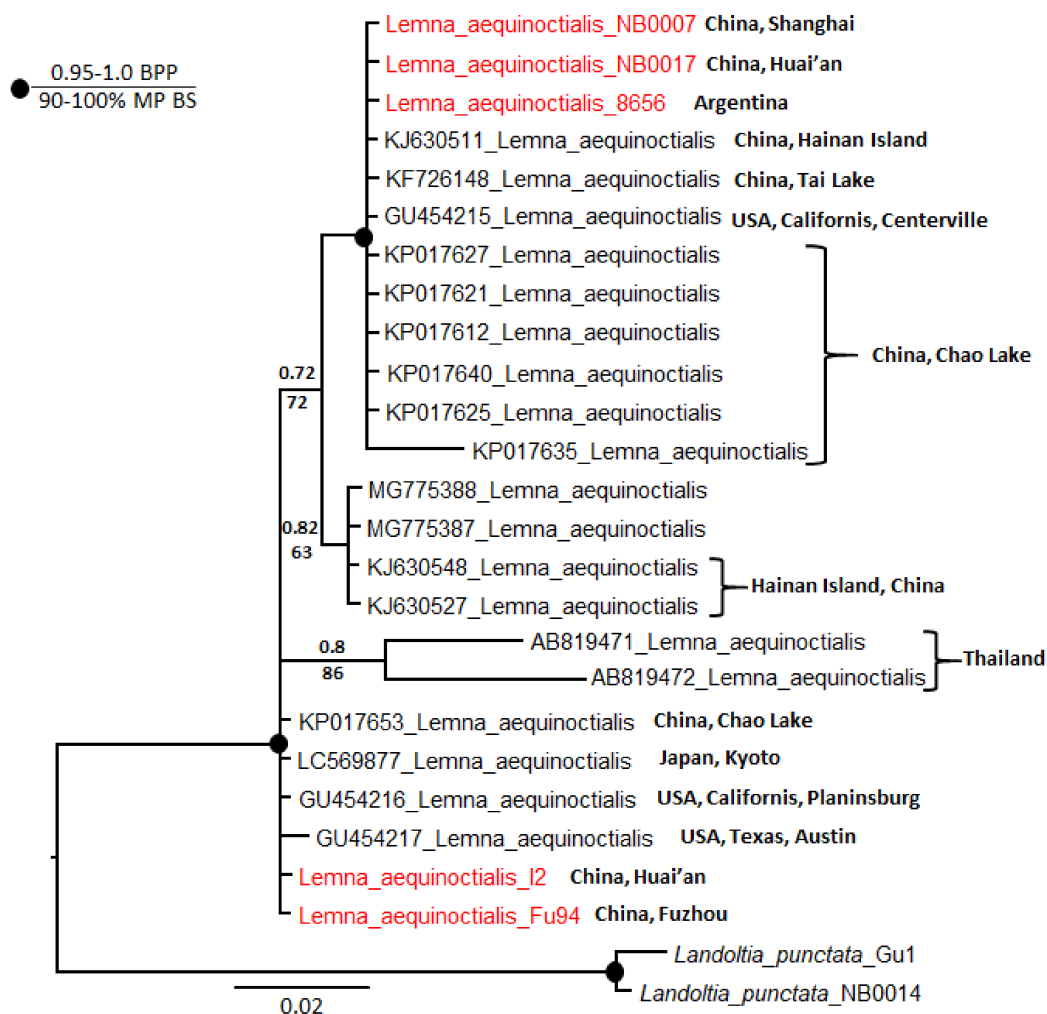 Lemna_aequinoctialis_NB0007 China, Shanghai
0.95-1.0 BPP
90-100% MP BS
Lemna_aequinoctialis_NB0017 China, Huai'an
Lemna_aequinoctialis_8656 Argentina
KJ630511_Lemna_aequinoctialis China, Hainan Island
KF726148_Lemna_aequinoctialis China, Tai Lake
GU454215_Lemna_aequinoctialis USA, Californis, Centerville
KP017627_Lemna_aequinoctialis
KP017621_Lemna_aequinoctialis
KP017612_Lemna_aequinoctialis
China, Chao Lake
KP017640_Lemna_aequinoctialis
KP017625_Lemna_aequinoctialis
KP017635_Lemna_aequinoctialis
0.72
72
MG775388_Lemna_aequinoctialis
MG775387_Lemna_aequinoctialis
0.82
63
KJ630548_Lemna_aequinoctialis
Hainan Island, China
KJ630527_Lemna_aequinoctialis
AB819471_Lemna_aequinoctialis
0.8
86
Thailand
AB819472_Lemna_aequinoctialis
KP017653_Lemna_aequinoctialis China, Chao Lake
LC569877_Lemna_aequinoctialis Japan, Kyoto
GU454216_Lemna_aequinoctialis USA, Californis, Planinsburg
GU454217_Lemna_aequinoctialis USA, Texas, Austin
Lemna_aequinoctialis_I2 China, Huai'an
Lemna_aequinoctialis_Fu94 China, Fuzhou
Landoltia_punctata_Gu1
Landoltia_punctata_NB0014
0.02